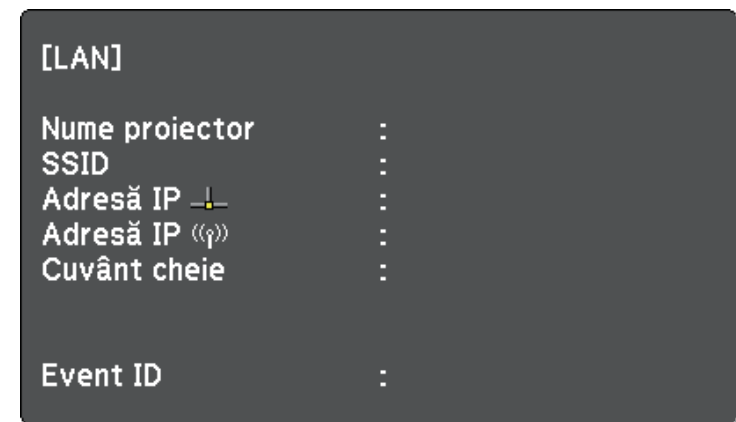 [LAN]
Nume proiector :
SSID :
Adresă IP :
Adresă IP :
Cuvânt cheie :
Event ID :